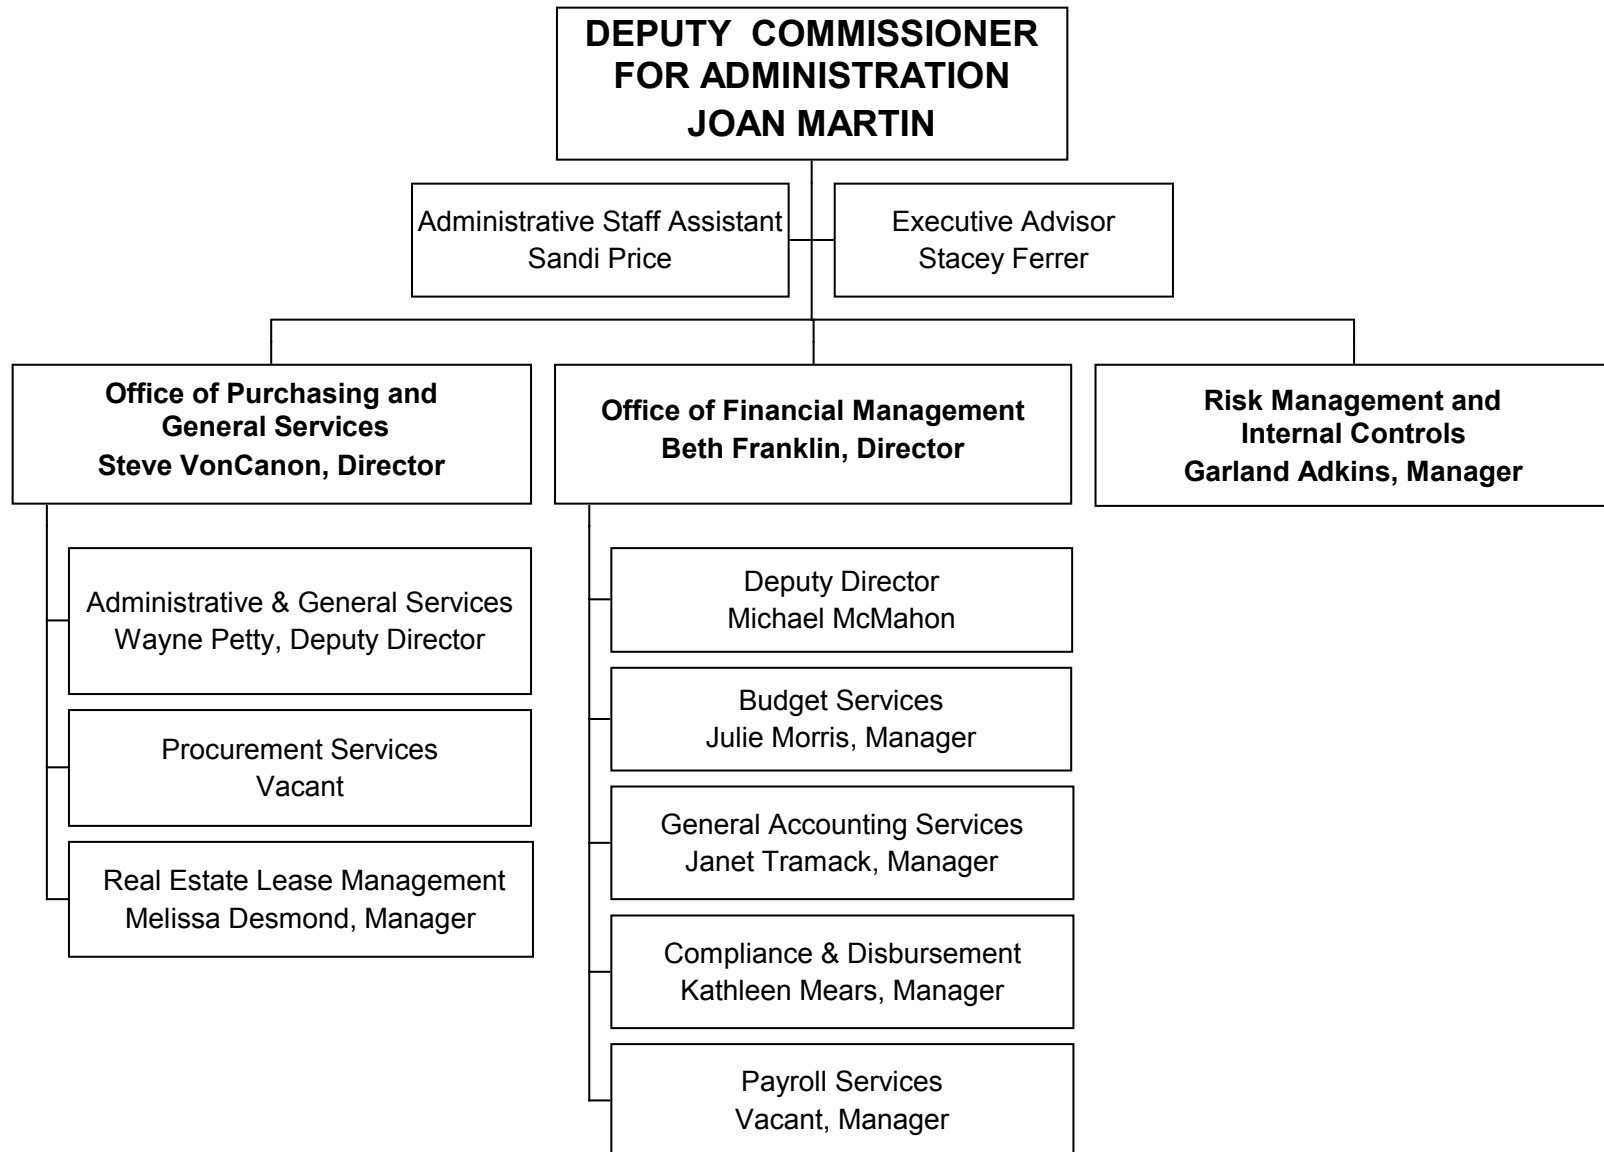 DEPUTY COMMISSIONER
FOR ADMINISTRATION
JOAN MARTIN
Administrative Staff Assistant
Sandi Price
Executive Advisor
Stacey Ferrer
Office of Purchasing and
General Services
Steve VonCanon, Director
Office of Financial Management
Beth Franklin, Director
Risk Management and
Internal Controls
Garland Adkins, Manager
Administrative & General Services
Wayne Petty, Deputy Director
Procurement Services
Vacant
Real Estate Lease Management
Melissa Desmond, Manager
Deputy Director
Michael McMahon
Budget Services
Julie Morris, Manager
General Accounting Services
Janet Tramack, Manager
Compliance & Disbursement
Kathleen Mears, Manager
Payroll Services
Vacant, Manager